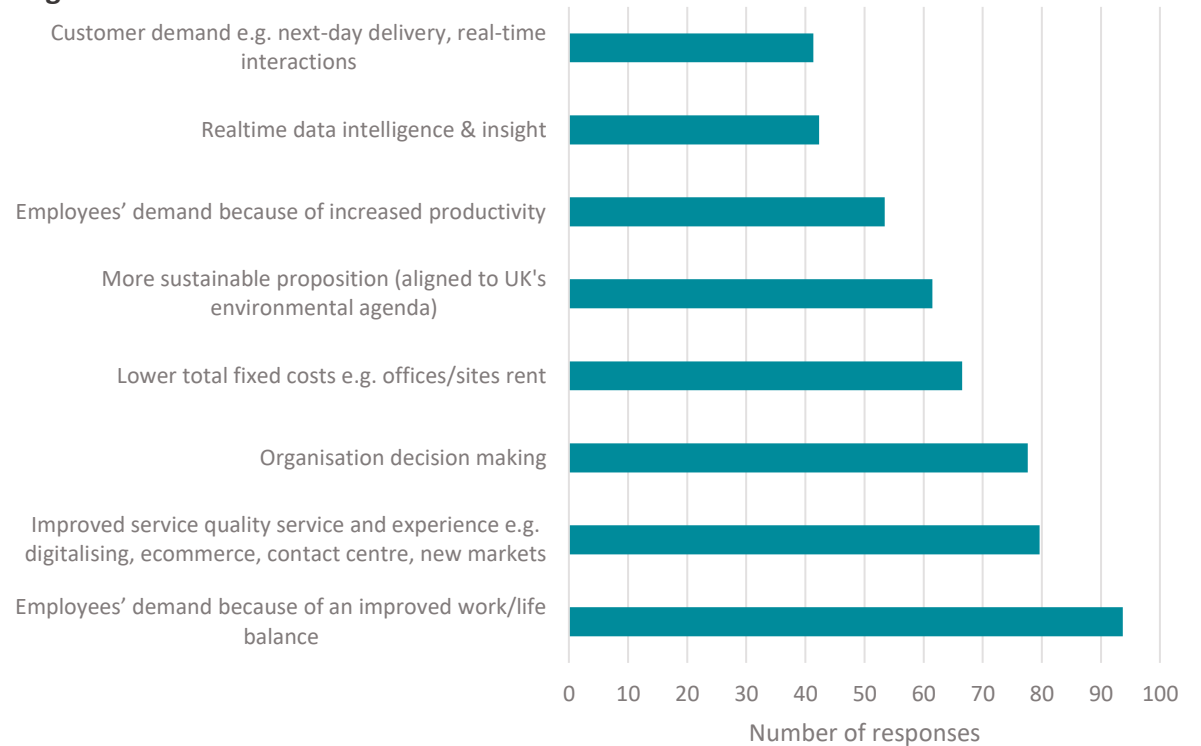 Customer demand e.g. next-day delivery, real-time
interactions
Realtime data intelligence & insight
Employees’ demand because of increased productivity
More sustainable proposition (aligned to UK's
environmental agenda)
Lower total fixed costs e.g. offices/sites rent
Organisation decision making
Improved service quality service and experience e.g.
digitalising, ecommerce, contact centre, new markets
Employees’ demand because of an improved work/life
balance
0 10 20 30 40 50 60 70 80 90 100
Number of responses